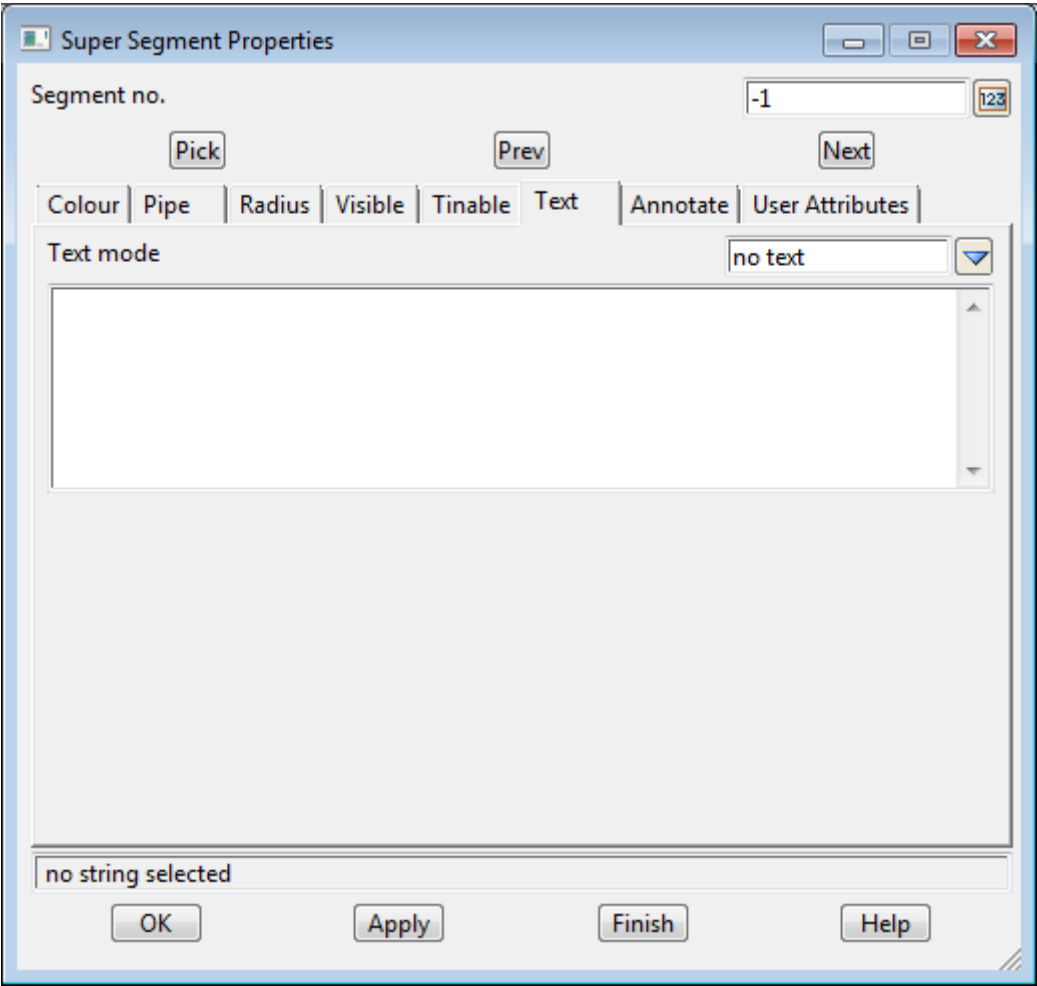 Super Segment Properties
Segment no. -1 123
Pick Prev Next
Colour Pipe Radius Visible Tinable Text Annotate User Attributes
Text mode no text
no string selected
OK Apply Finish Help